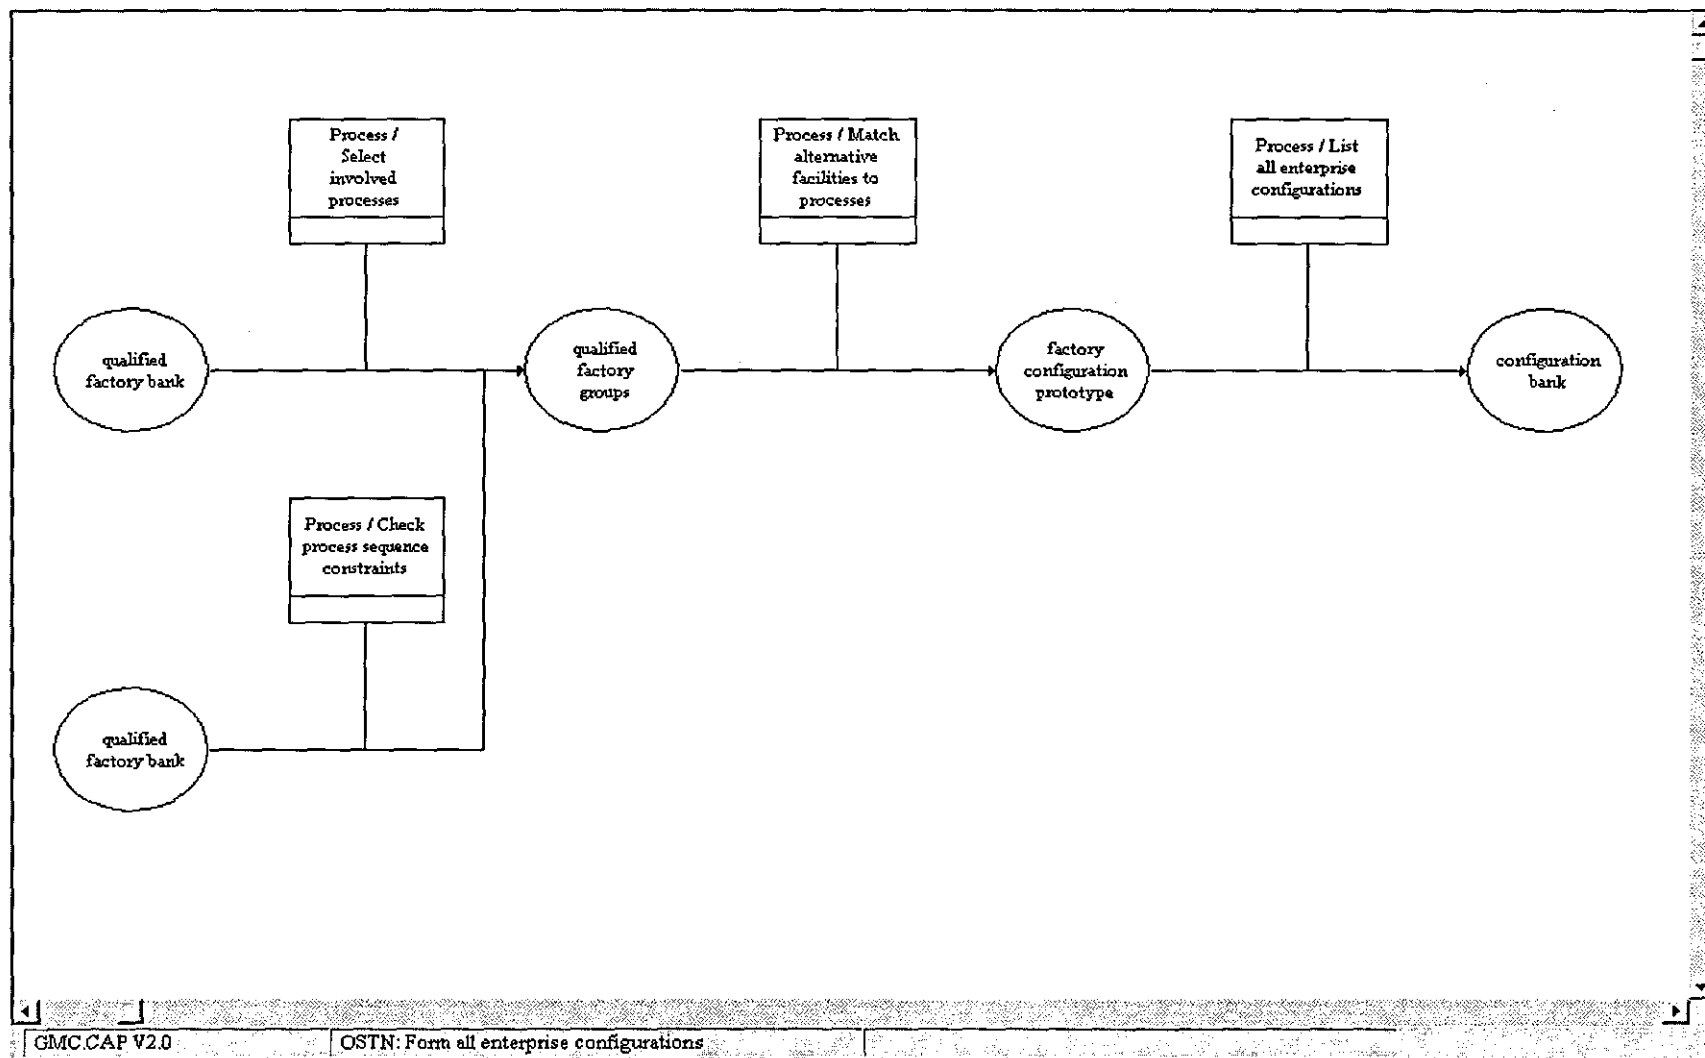 Process /
Select
involved
processes
Process / Match
alternative
facilities to
processes
Process / List
all enterprise
configurations
qualified
factory bank
qualified
factory
groups
factory
configuration
prototype
configuration
bank
Process / Check
process sequence
constraints
qualified
factory bank
GMC.CAP V2.0
OSTN: Form all enterprise configurations